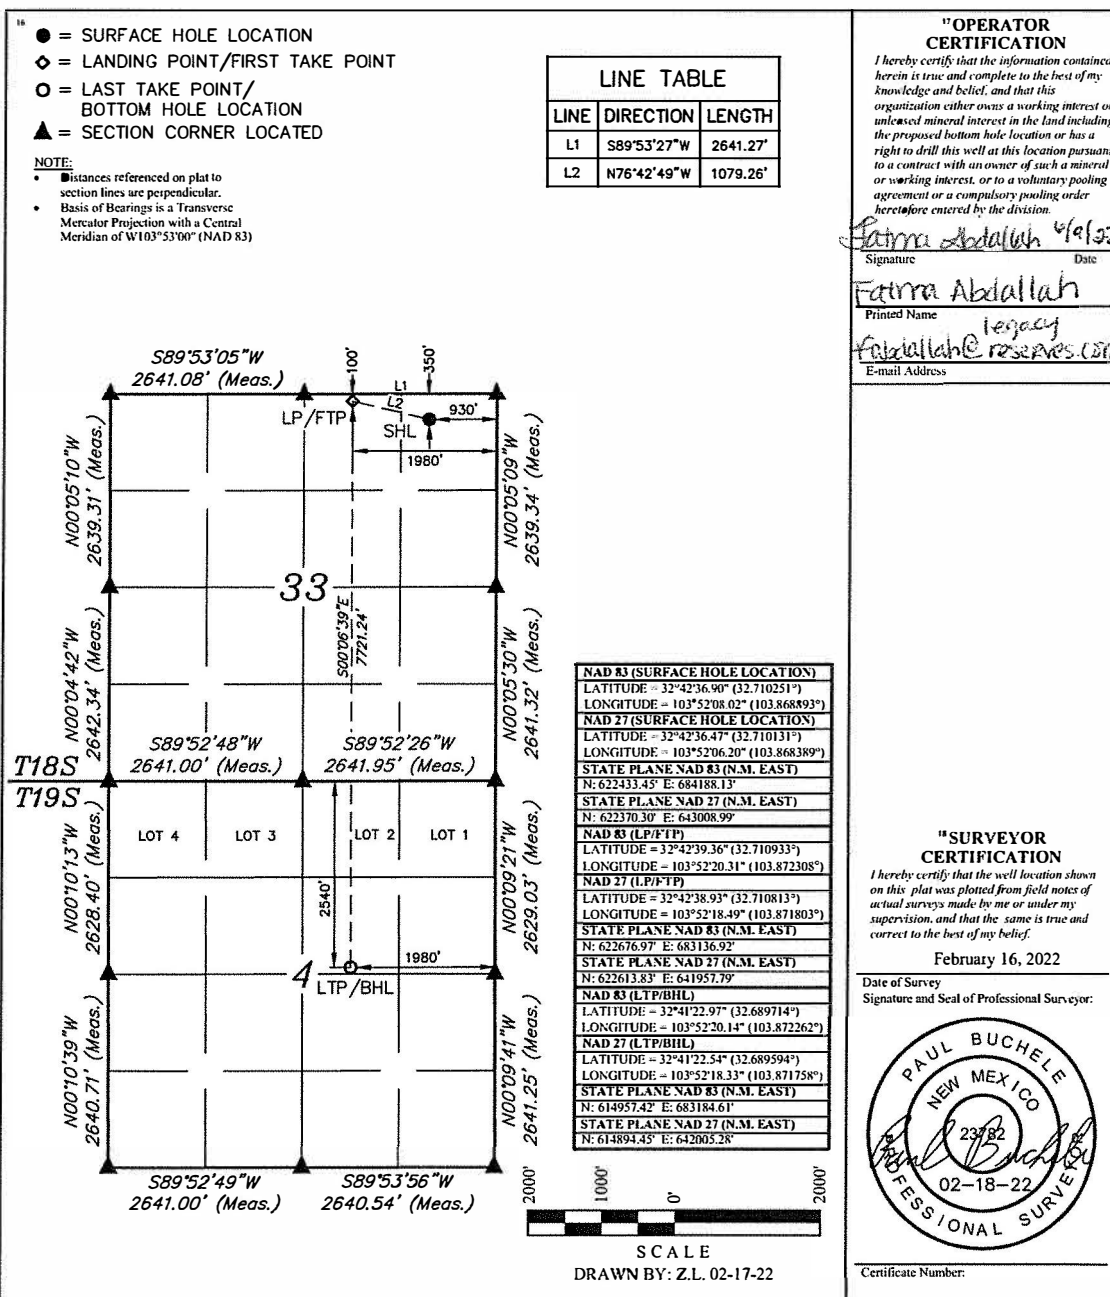 16
● = SURFACE HOLE LOCATION
◇ = LANDING POINT/FIRST TAKE POINT
O = LAST TAKE POINT/
BOTTOM HOLE LOCATION
▲ = SECTION CORNER LOCATED
NOTE:
• Distances referenced on plat to
section lines are perpendicular.
• Basis of Bearings is a Transverse
Mercator Projection with a Central
Meridian of W103°53'00" (NAD 83)
LINE TABLE
LINE DIRECTION LENGTH
L1 S89°53'27"W 2641.27'
L2 N76°42'49"W 1079.26'
S89°53'05"W
2641.08' (Meas.)
100'
350'
L1
L2
930'
LP/FTP
SHL
1980'
N00°05'10"W
2639.31' (Meas.)
N00°05'09"W
2639.34' (Meas.)
33
S00°06'39"E
7721.24'
N00°04'42"W
2642.34' (Meas.)
N00°05'30"W
2641.32' (Meas.)
S89°52'48"W
2641.00' (Meas.)
S89°52'26"W
2641.95' (Meas.)
T18S
T19S
LOT 4
LOT 3
LOT 2
LOT 1
N00°10'13"W
2628.40' (Meas.)
N00°09'21"W
2629.03' (Meas.)
2540'
1980'
4
LTP/BHL
N00°10'39"W
2640.71' (Meas.)
N00°09'41"W
2641.25' (Meas.)
S89°52'49"W
2641.00' (Meas.)
S89°53'56"W
2640.54' (Meas.)
NAD 83 (SURFACE HOLE LOCATION)
LATITUDE = 32°42'36.90" (32.710251°)
LONGITUDE = 103°52'08.02" (103.868893°)
NAD 27 (SURFACE HOLE LOCATION)
LATITUDE = 32°42'36.47" (32.710131°)
LONGITUDE = 103°52'06.20" (103.868389°)
STATE PLANE NAD 83 (N.M. EAST)
N: 622433.45' E: 684188.13'
STATE PLANE NAD 27 (N.M. EAST)
N: 622370.30' E: 643008.99'
NAD 83 (LP/FTP)
LATITUDE = 32°42'39.36" (32.710933°)
LONGITUDE = 103°52'20.31" (103.872308°)
NAD 27 (LP/FTP)
LATITUDE = 32°42'38.93" (32.710813°)
LONGITUDE = 103°52'18.49" (103.871803°)
STATE PLANE NAD 83 (N.M. EAST)
N: 622676.97' E: 683136.92'
STATE PLANE NAD 27 (N.M. EAST)
N: 622613.83' E: 641957.79'
NAD 83 (LTP/BHL)
LATITUDE = 32°41'22.97" (32.689714°)
LONGITUDE = 103°52'20.14" (103.872262°)
NAD 27 (LTP/BHL)
LATITUDE = 32°41'22.54" (32.689594°)
LONGITUDE = 103°52'18.33" (103.871758°)
STATE PLANE NAD 83 (N.M. EAST)
N: 614957.42' E: 683184.61'
STATE PLANE NAD 27 (N.M. EAST)
N: 614894.45' E: 642005.28'
2000'
1000'
0'
2000'
SCALE
DRAWN BY: Z.L. 02-17-22
17 OPERATOR
CERTIFICATION
I hereby certify that the information contained
herein is true and complete to the best of my
knowledge and belief, and that this
organization either owns a working interest or
unleased mineral interest in the land including
the proposed bottom hole location or has a
right to drill this well at this location pursuant
to a contract with an owner of such a mineral
or working interest, or to a voluntary pooling
agreement or a compulsory pooling order
heretofore entered by the division.
Fatma Abdallah
Signature Date
Fatma Abdallah
Printed Name
legacy
fabdallah@ reserves.com
E-mail Address
18 SURVEYOR
CERTIFICATION
I hereby certify that the well location shown
on this plat was plotted from field notes of
actual surveys made by me or under my
supervision, and that the same is true and
correct to the best of my belief.
February 16, 2022
Date of Survey
Signature and Seal of Professional Surveyor:
PAUL BUCHELE
NEW MEXICO
23782
Paul Buchele
02-18-22
PROFESSIONAL SURVEYOR
Certificate Number: